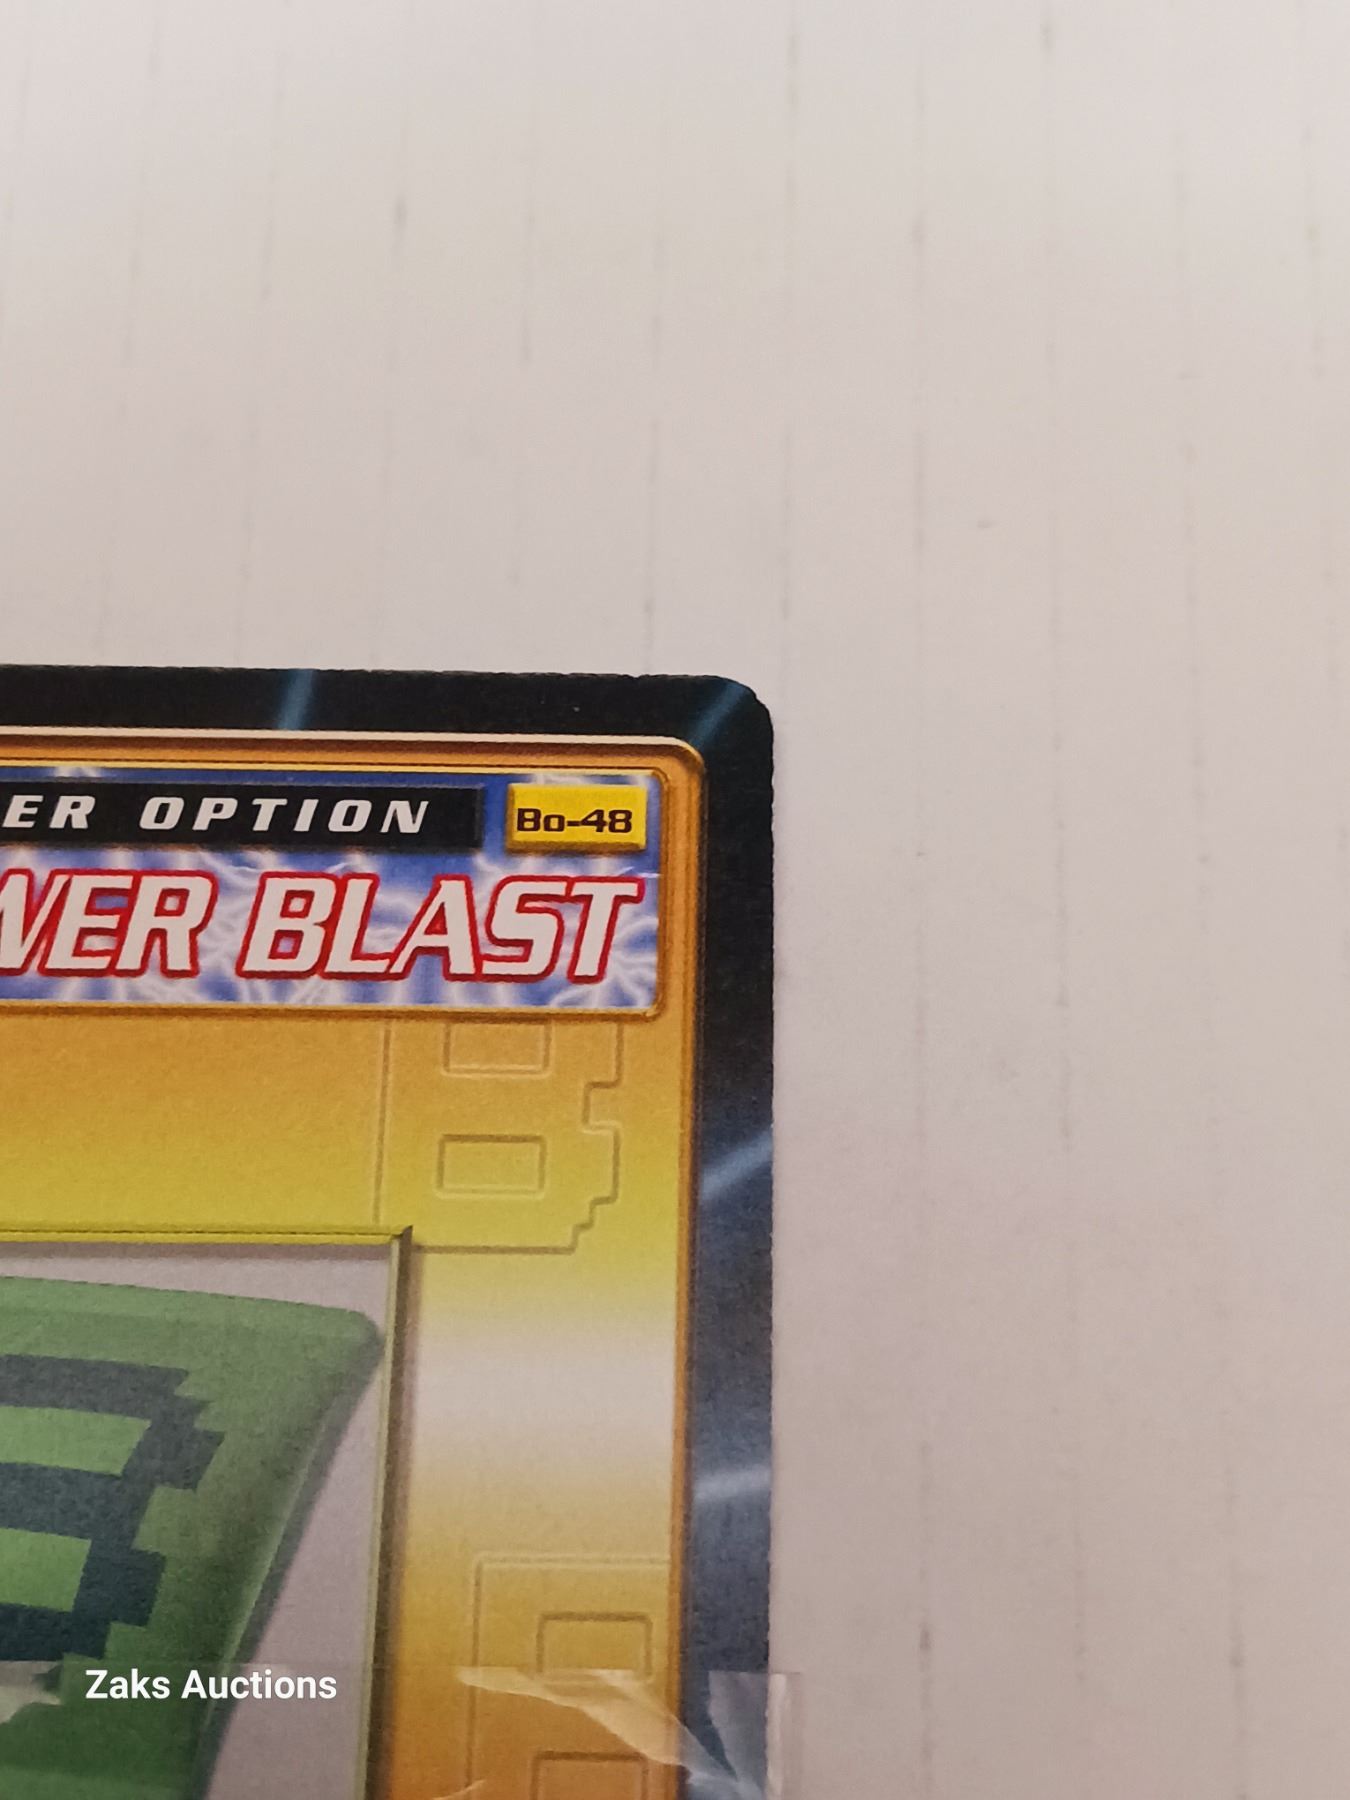 ER OPTION Bo-48
WER BLAST
Zaks Auctions